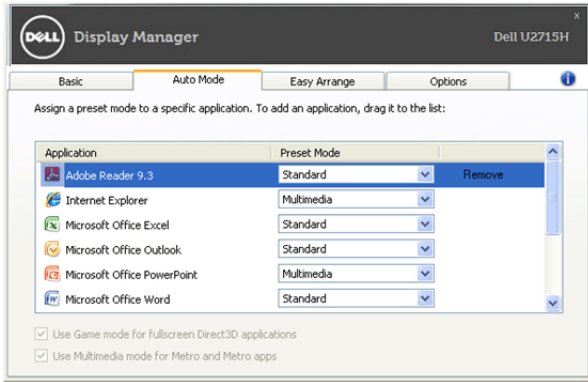 x
DELL Display Manager Dell U2715H
Basic Auto Mode Easy Arrange Options i
Assign a preset mode to a specific application. To add an application, drag it to the list:
Application Preset Mode
Adobe Reader 9.3 Standard Remove
Internet Explorer Multimedia
Microsoft Office Excel Standard
Microsoft Office Outlook Standard
Microsoft Office PowerPoint Multimedia
Microsoft Office Word Standard
Use Game mode for fullscreen Direct3D applications
Use Multimedia mode for Metro and Metro apps